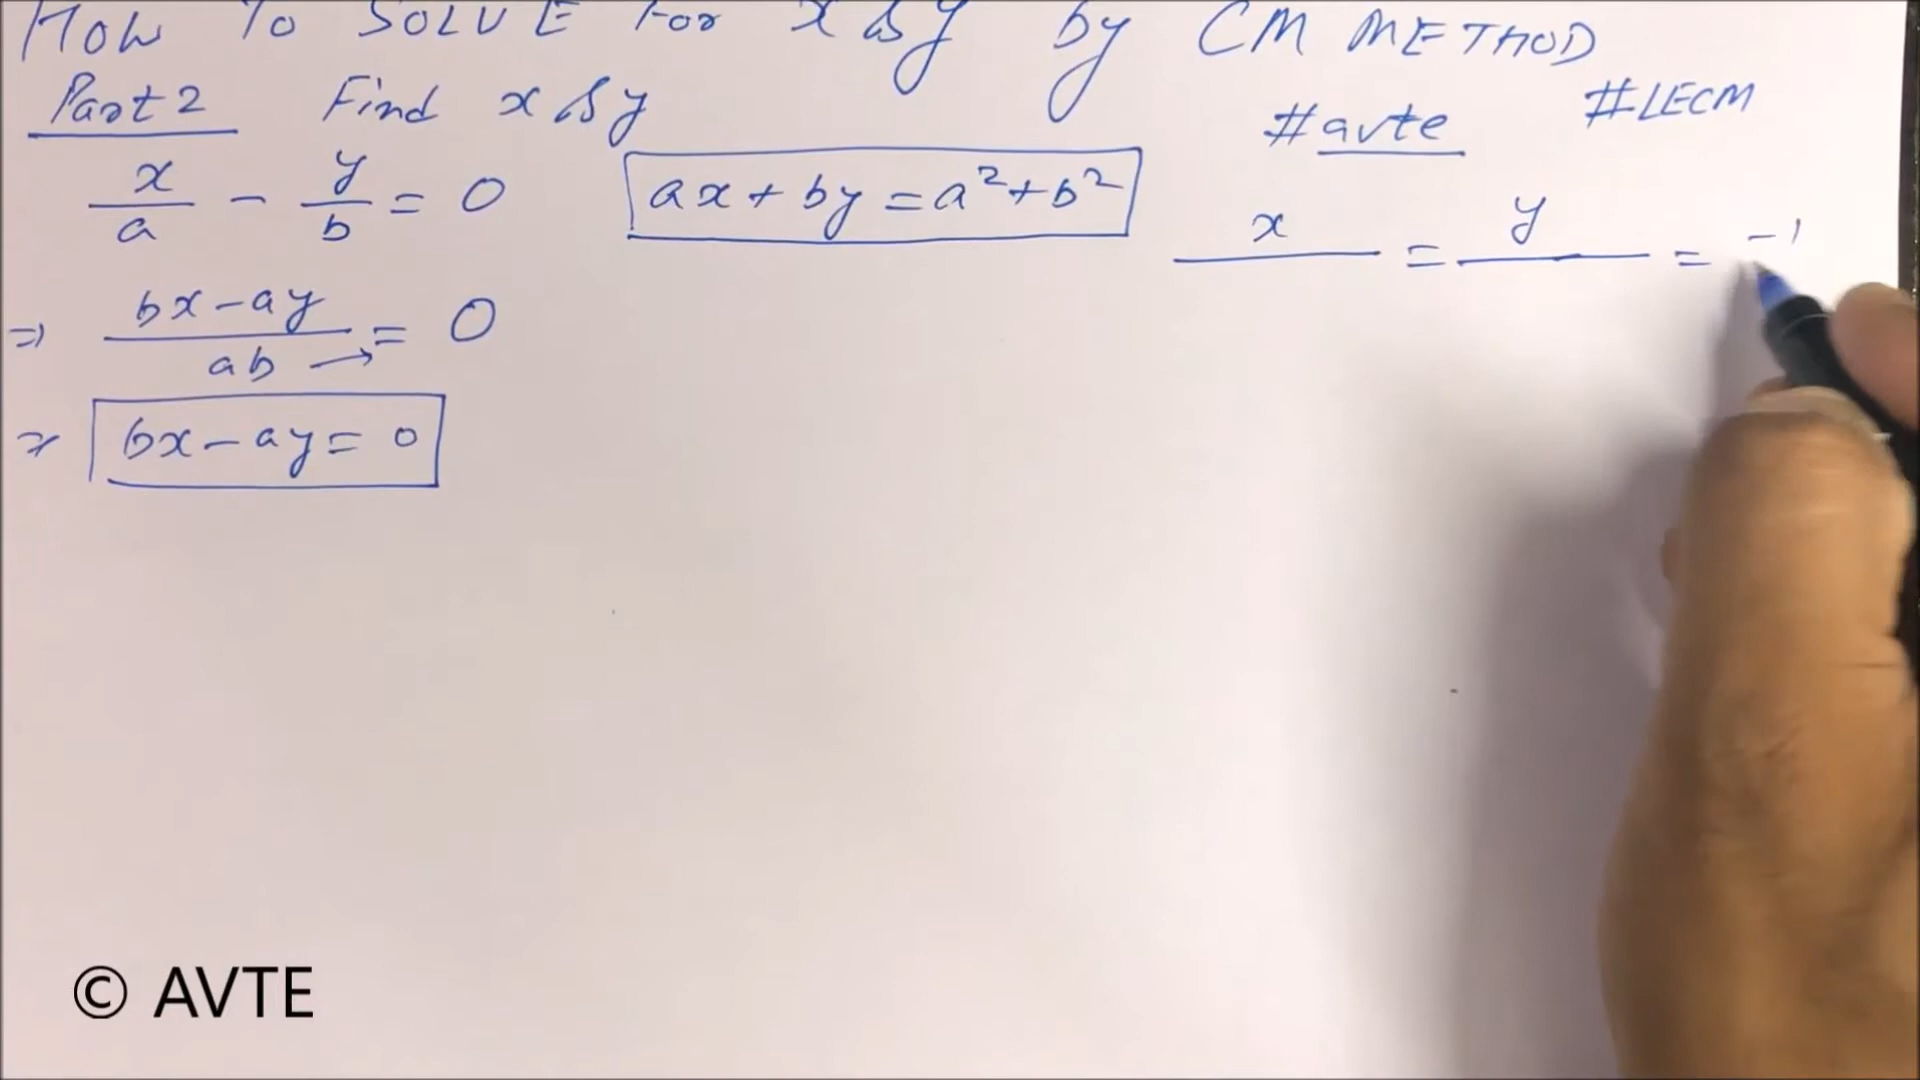 HOW TO SOLVE For x & y by CM METHOD
Part 2 Find x & y
#avte #LECM
x/a - y/b = 0
ax + by = a² + b²
x = y = -1
=> bx - ay / ab = 0
=> bx - ay = 0
© AVTE